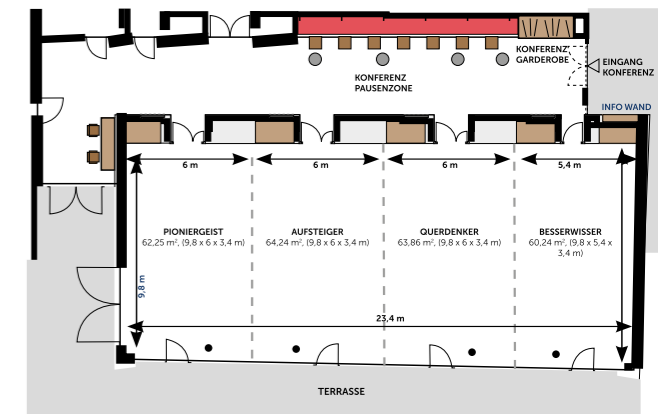 KONFERENZ
GARDEROBE
EINGANG
KONFERENZ
KONFERENZ
PAUSENZONE
INFO WAND
6 m
6 m
6 m
5,4 m
PIONIERGEIST
62,25 m², (9,8 x 6 x 3,4 m)
AUFSTEIGER
64,24 m², (9,8 x 6 x 3,4 m)
QUERDENKER
63,86 m², (9,8 x 6 x 3,4 m)
BESSERWISSER
60,24 m², (9,8 x 5,4 x
3,4 m)
9,8 m
23,4 m
TERRASSE